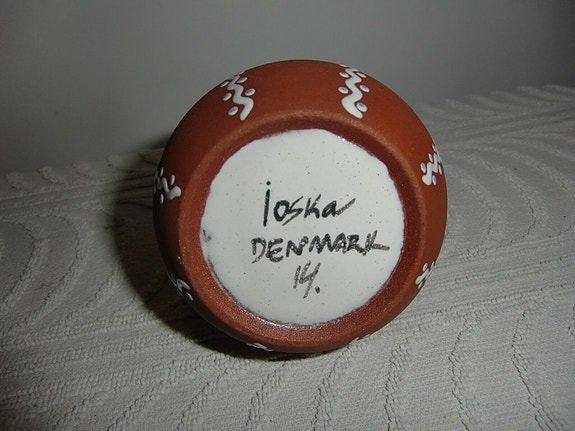 ioska
DENMARK
14.